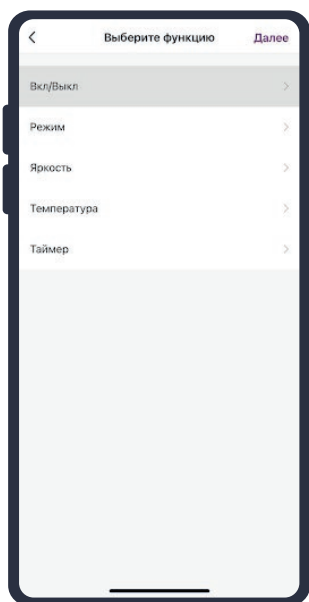 Выберите функцию Далее
Вкл/Выкл
Режим
Яркость
Температура
Таймер